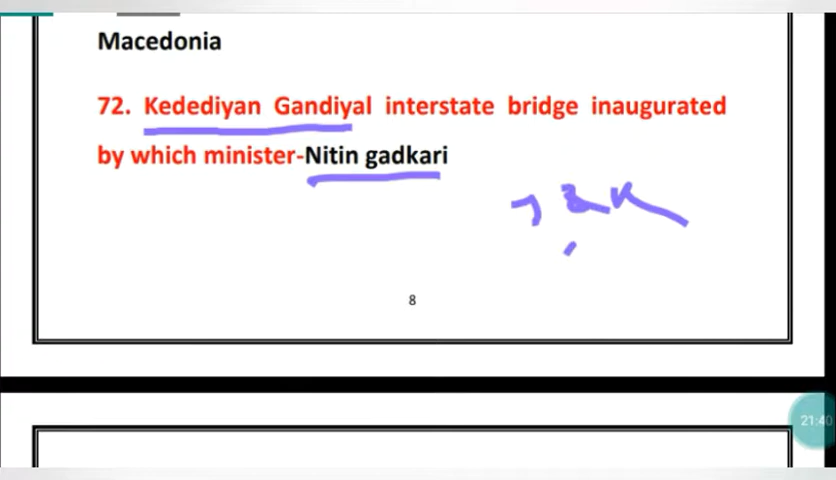 Macedonia
72. Kedediyan Gandiyal interstate bridge inaugurated
by which minister-Nitin gadkari
J&K
8
21:40